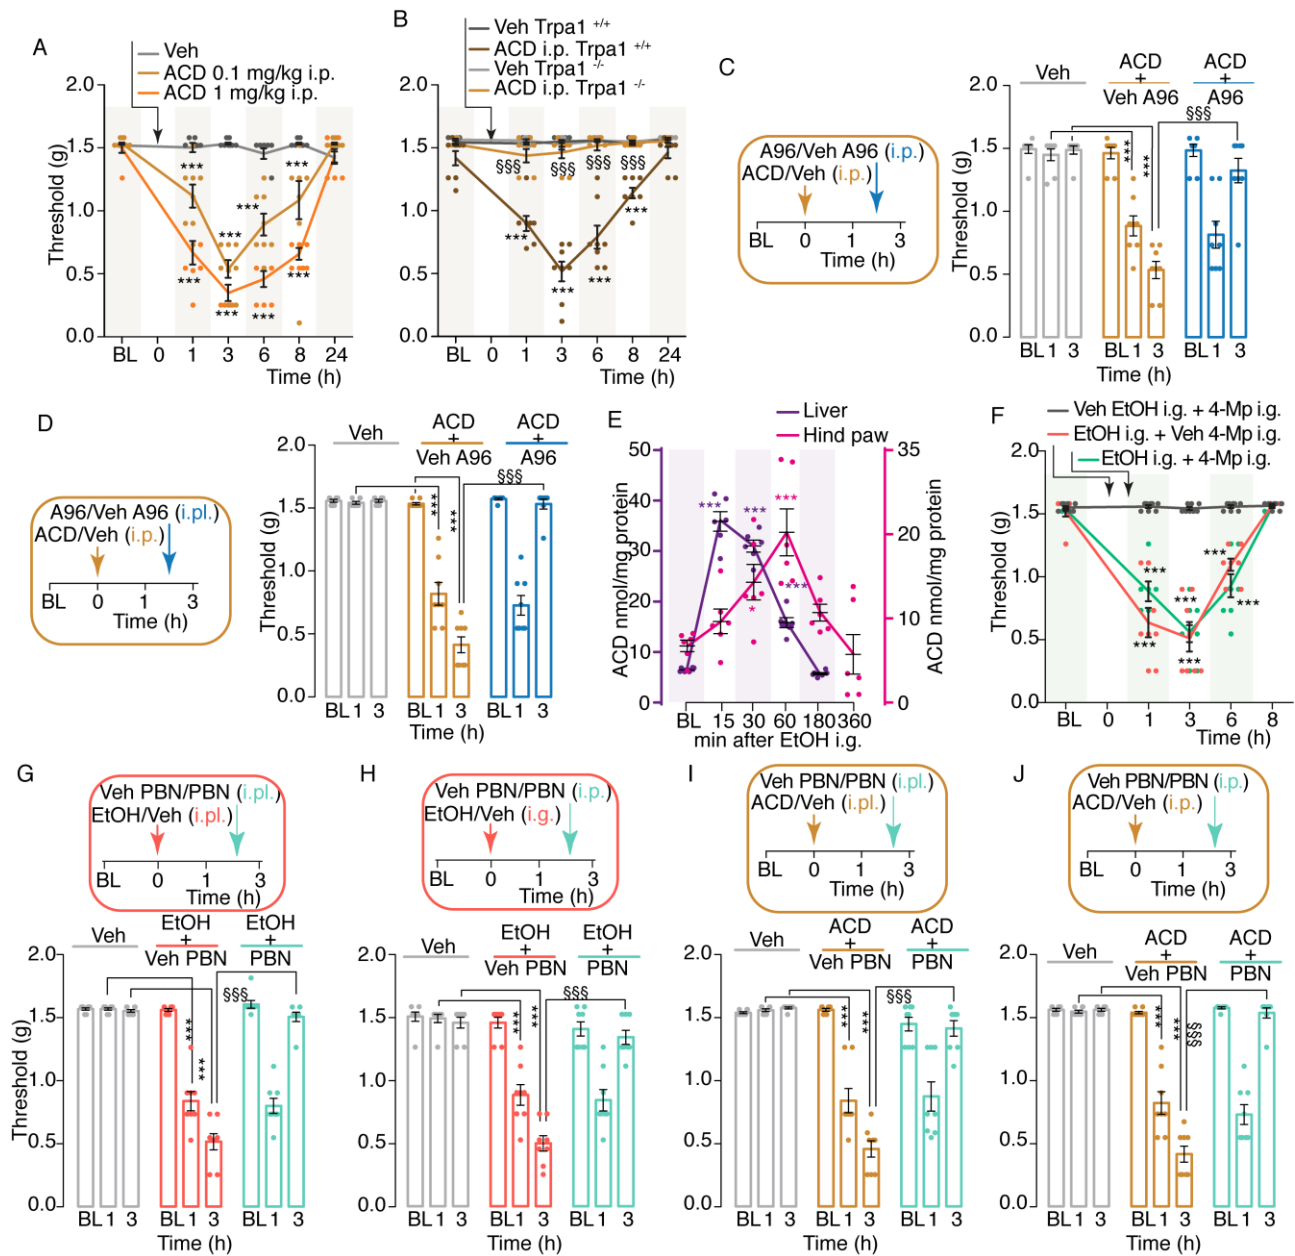 A
Veh
ACD 0.1 mg/kg i.p.
ACD 1 mg/kg i.p.
Threshold (g)
2.0
1.5
1.0
0.5
0.0
***
***
***
***
***
***
***
***
BL 0 1 3 6 8 24
Time (h)
B
Veh Trpa1 +/+
ACD i.p. Trpa1 +/+
Veh Trpa1 -/-
ACD i.p. Trpa1 -/-
2.0
1.5
1.0
0.5
0.0
§§§ §§§ §§§ §§§
***
***
***
***
BL 0 1 3 6 8 24
Time (h)
C
A96/Veh A96 (i.p.)
ACD/Veh (i.p.)
BL 0 1 3
Time (h)
Veh
ACD + Veh A96
ACD + A96
Threshold (g)
2.0
1.5
1.0
0.5
0.0
***
***
§§§
BL 1 3 BL 1 3 BL 1 3
Time (h)
D
A96/Veh A96 (i.pl.)
ACD/Veh (i.p.)
BL 0 1 3
Time (h)
Veh
ACD + Veh A96
ACD + A96
Threshold (g)
2.0
1.5
1.0
0.5
0.0
***
***
§§§
BL 1 3 BL 1 3 BL 1 3
Time (h)
E
Liver
Hind paw
ACD nmol/mg protein
50
40
30
20
10
0
***
***
***
***
*
35
20
10
0
ACD nmol/mg protein
BL 15 30 60 180 360
min after EtOH i.g.
F
Veh EtOH i.g. + 4-Mp i.g.
EtOH i.g. + Veh 4-Mp i.g.
EtOH i.g. + 4-Mp i.g.
Threshold (g)
2.0
1.5
1.0
0.5
0.0
***
***
***
***
***
***
BL 0 1 3 6 8
Time (h)
G
Veh PBN/PBN (i.pl.)
EtOH/Veh (i.pl.)
BL 0 1 3
Time (h)
Veh
EtOH + Veh PBN
EtOH + PBN
Threshold (g)
2.0
1.5
1.0
0.5
0.0
***
***
§§§
BL 1 3 BL 1 3 BL 1 3
Time (h)
H
Veh PBN/PBN (i.p.)
EtOH/Veh (i.g.)
BL 0 1 3
Time (h)
Veh
EtOH + Veh PBN
EtOH + PBN
2.0
1.5
1.0
0.5
0.0
***
***
§§§
BL 1 3 BL 1 3 BL 1 3
Time (h)
I
Veh PBN/PBN (i.pl.)
ACD/Veh (i.pl.)
BL 0 1 3
Time (h)
Veh
ACD + Veh PBN
ACD + PBN
2.0
1.5
1.0
0.5
0.0
***
***
§§§
BL 1 3 BL 1 3 BL 1 3
Time (h)
J
Veh PBN/PBN (i.p.)
ACD/Veh (i.p.)
BL 0 1 3
Time (h)
Veh
ACD + Veh PBN
ACD + PBN
2.0
1.5
1.0
0.5
0.0
***
***
§§§
BL 1 3 BL 1 3 BL 1 3
Time (h)